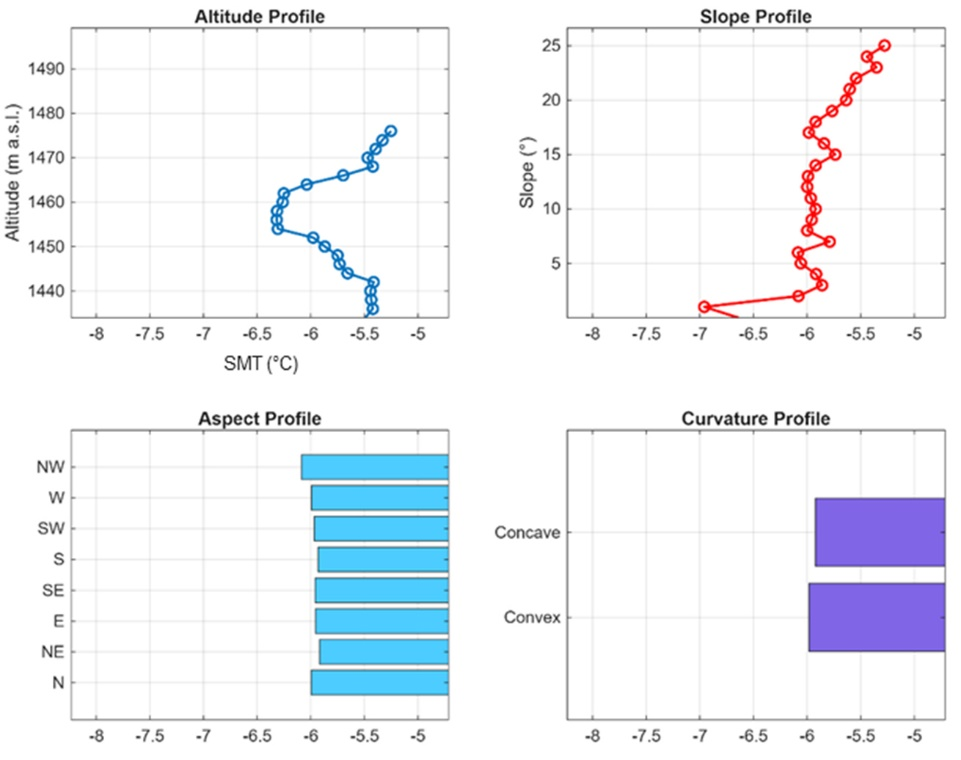 Altitude Profile
Altitude (m a.s.l.)
1490
1480
1470
1460
1450
1440
-8 -7.5 -7 -6.5 -6 -5.5 -5
SMT (°C)
Slope Profile
Slope (°)
25
20
15
10
5
-8 -7.5 -7 -6.5 -6 -5.5 -5
Aspect Profile
NW
W
SW
S
SE
E
NE
N
-8 -7.5 -7 -6.5 -6 -5.5 -5
Curvature Profile
Concave
Convex
-8 -7.5 -7 -6.5 -6 -5.5 -5